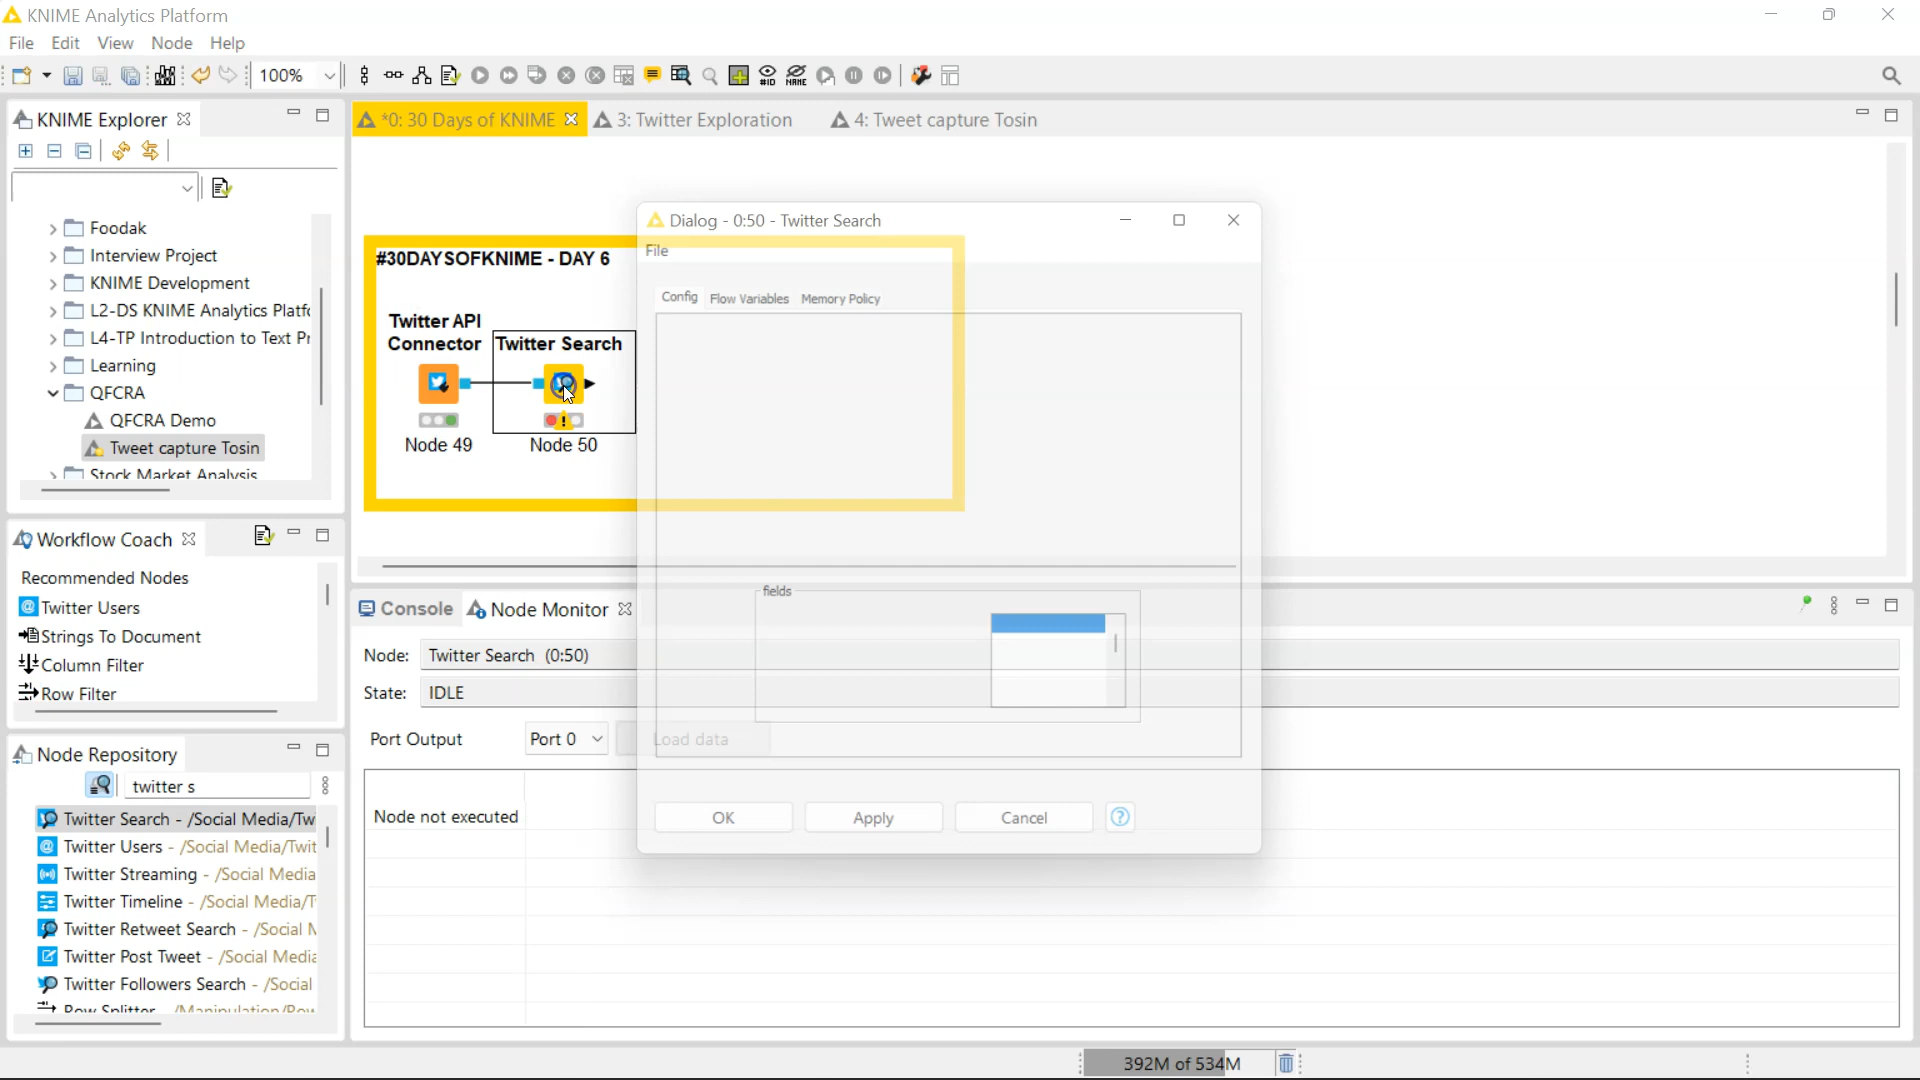 KNIME Analytics Platform
File Edit View Node Help
100%
KNIME Explorer
*0: 30 Days of KNIME
3: Twitter Exploration
4: Tweet capture Tosin
Foodak
Interview Project
KNIME Development
L2-DS KNIME Analytics Platf
L4-TP Introduction to Text Pr
Learning
QFCRA
QFCRA Demo
Tweet capture Tosin
Stock Market Analysis
#30DAYSOFKNIME - DAY 6
Twitter API
Connector
Twitter Search
Node 49
Node 50
Dialog - 0:50 - Twitter Search
File
Config Flow Variables Memory Policy
fields
OK Apply Cancel ?
Workflow Coach
Recommended Nodes
Twitter Users
Strings To Document
Column Filter
Row Filter
Console Node Monitor
Node: Twitter Search (0:50)
State: IDLE
Port Output Port 0 Load data
Node not executed
Node Repository
twitter s
Twitter Search - /Social Media/Tw
Twitter Users - /Social Media/Twit
Twitter Streaming - /Social Media
Twitter Timeline - /Social Media/T
Twitter Retweet Search - /Social M
Twitter Post Tweet - /Social Media
Twitter Followers Search - /Social
Row Splitter - /Manipulation/Row
392M of 534M